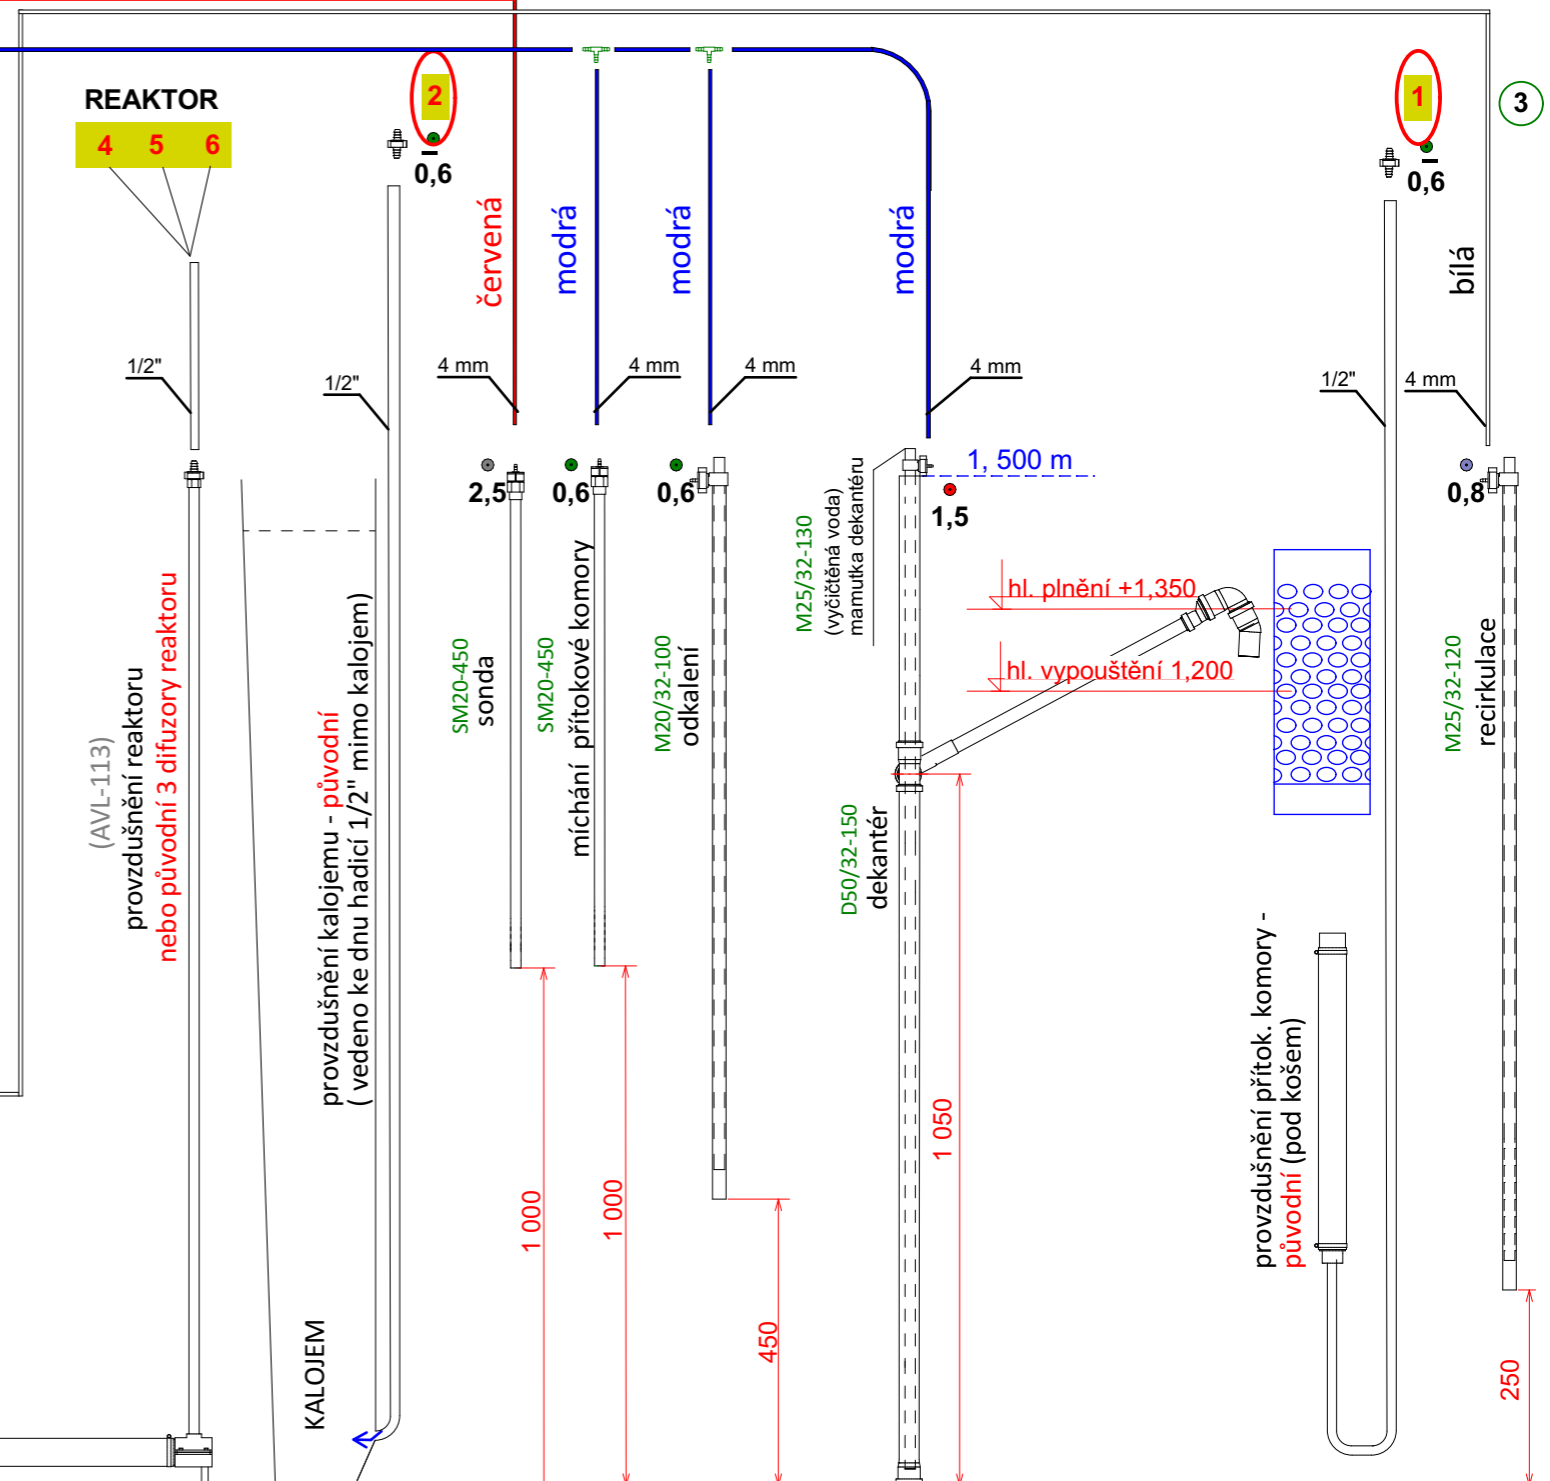 REAKTOR
4 5 6
2
0,6
1
0,6
3
červená
modrá
modrá
modrá
bílá
1/2"
1/2"
4 mm
4 mm
4 mm
4 mm
1/2"
4 mm
2,5
0,6
0,6
1, 500 m
1,5
0,8
(AVL-113)
provzdušnění reaktoru
nebo původní 3 difuzory reaktoru
provzdušnění kalojemu - původní
( vedeno ke dnu hadicí 1/2" mimo kalojem)
KALOJEM
SM20-450
sonda
SM20-450
míchání přítokové komory
M20/32-100
odkalení
M25/32-130
(vyčíčtěná voda)
mamutka dekantéru
D50/32-150
dekantér
hl. plnění +1,350
hl. vypouštění 1,200
provzdušnění přítok. komory -
původní (pod košem)
M25/32-120
recirkulace
1 000
1 000
450
1 050
250